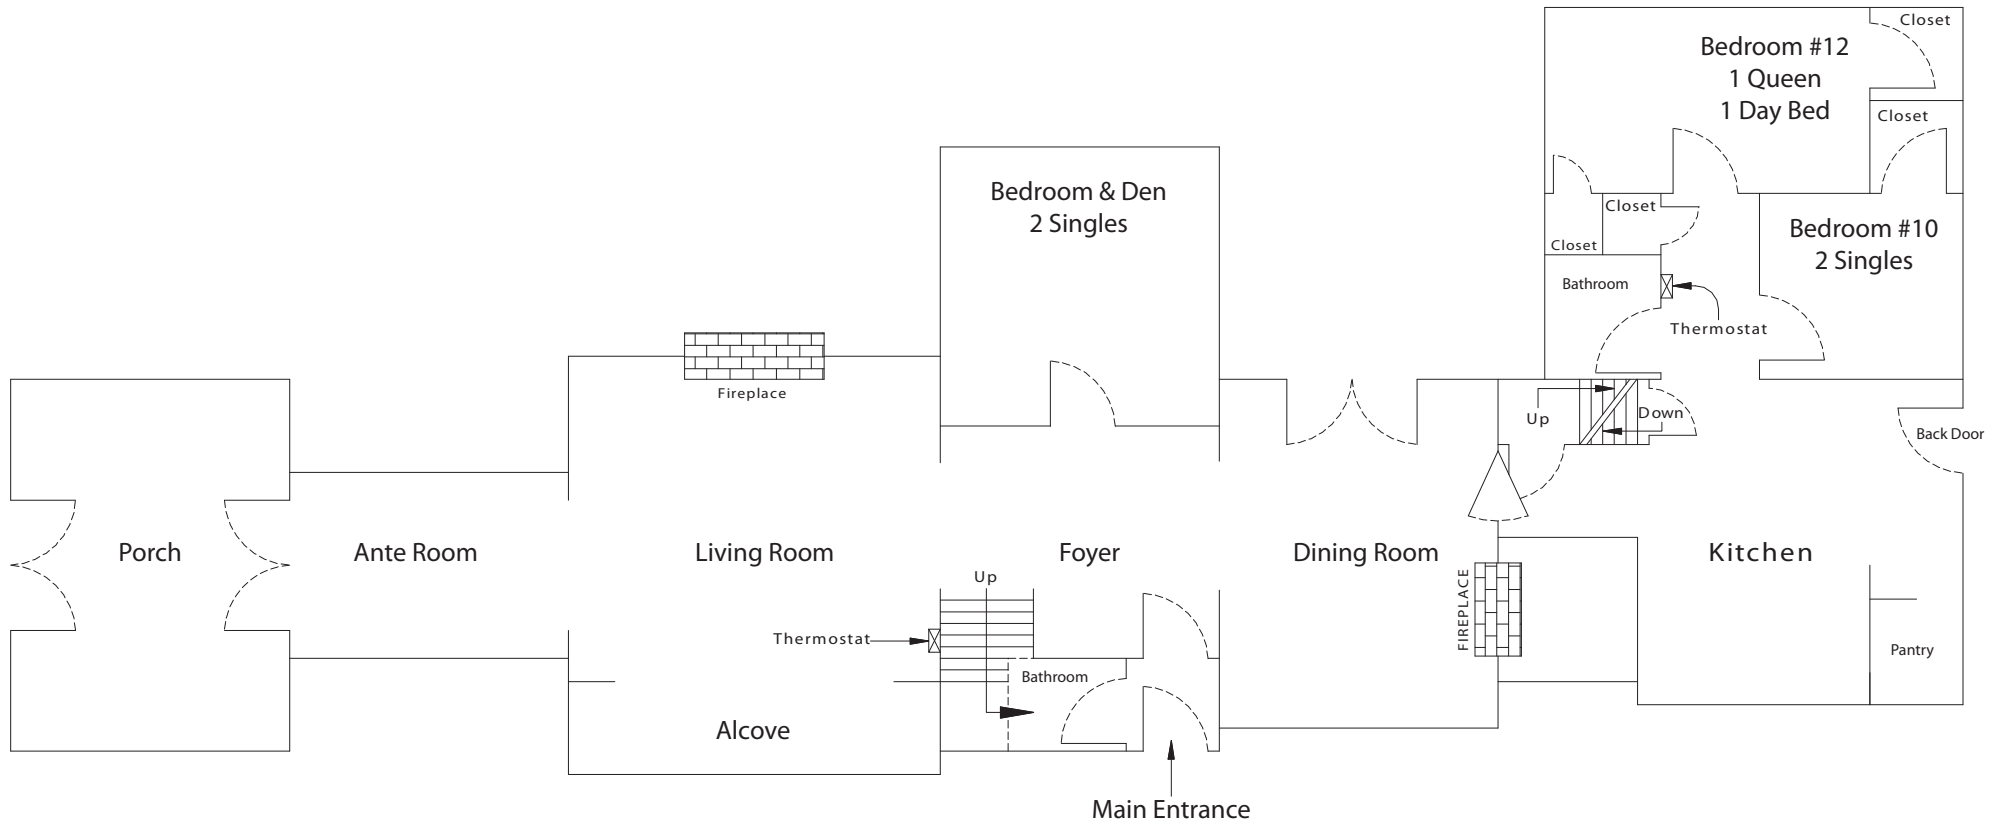 Closet
Bedroom #12
1 Queen
1 Day Bed
Closet
Bedroom & Den
2 Singles
Closet
Closet
Bedroom #10
2 Singles
Bathroom
Thermostat
Fireplace
Up
Down
Back Door
Porch
Ante Room
Living Room
Foyer
Dining Room
FIREPLACE
Kitchen
Up
Thermostat
Bathroom
Pantry
Alcove
Main Entrance